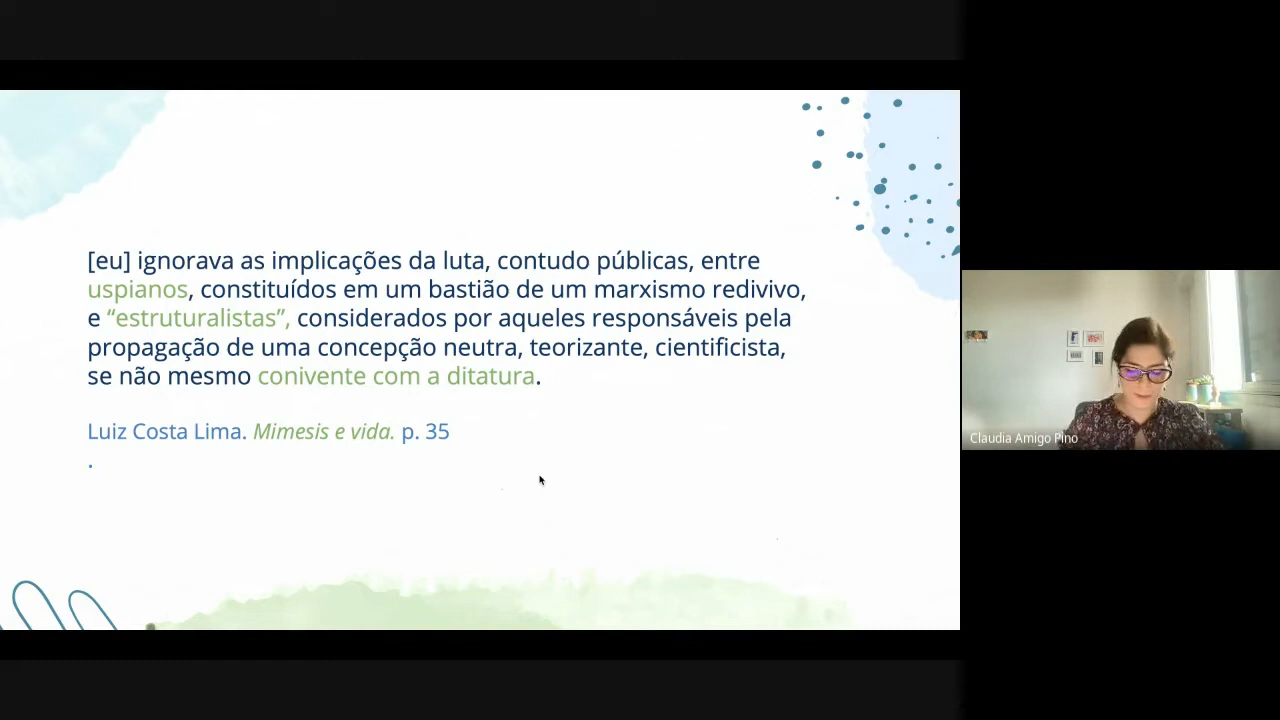 [eu] ignorava as implicações da luta, contudo públicas, entre
uspianos, constituídos em um bastião de um marxismo redivivo,
e “estruturalistas”, considerados por aqueles responsáveis pela
propagação de uma concepção neutra, teorizante, cientificista,
se não mesmo conivente com a ditatura.
Luiz Costa Lima. Mimesis e vida. p. 35
.
Claudia Amigo Pino